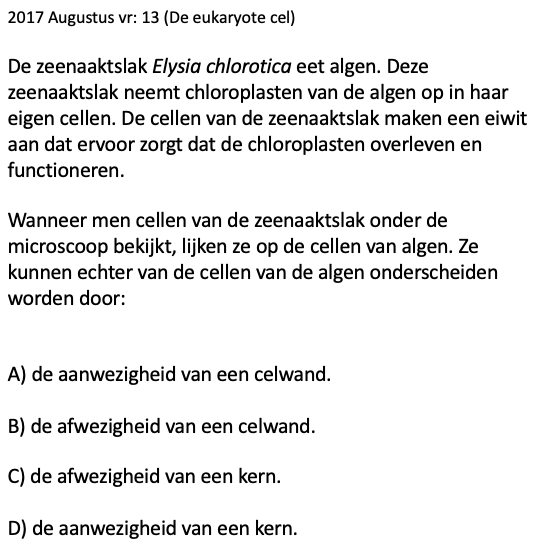 2017 Augustus vr: 13 (De eukaryote cel)
De zeenaaktslak Elysia chlorotica eet algen. Deze
zeenaaktslak neemt chloroplasten van de algen op in haar
eigen cellen. De cellen van de zeenaaktslak maken een eiwit
aan dat ervoor zorgt dat de chloroplasten overleven en
functioneren.
Wanneer men cellen van de zeenaaktslak onder de
microscoop bekijkt, lijken ze op de cellen van algen. Ze
kunnen echter van de cellen van de algen onderscheiden
worden door:
A) de aanwezigheid van een celwand.
B) de afwezigheid van een celwand.
C) de afwezigheid van een kern.
D) de aanwezigheid van een kern.